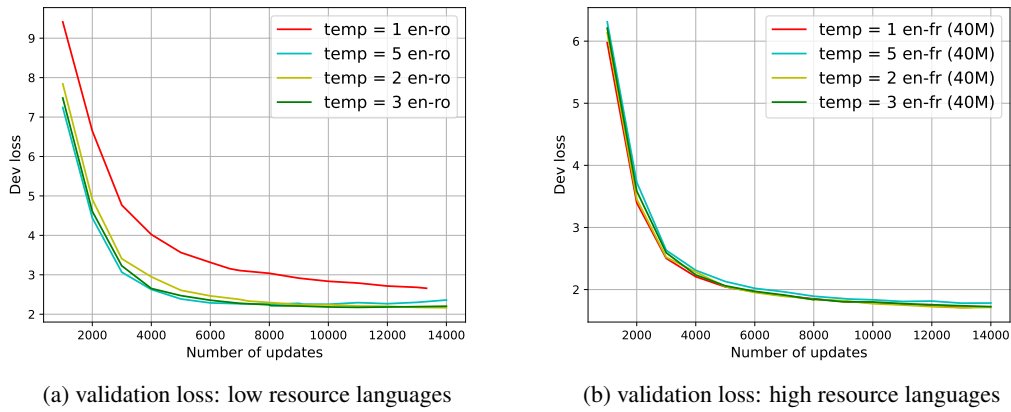 temp = 1 en-ro
temp = 5 en-ro
temp = 2 en-ro
temp = 3 en-ro
9
8
7
6
5
4
3
2
Dev loss
2000 4000 6000 8000 10000 12000 14000
Number of updates
(a) validation loss: low resource languages
temp = 1 en-fr (40M)
temp = 5 en-fr (40M)
temp = 2 en-fr (40M)
temp = 3 en-fr (40M)
6
5
4
3
2
Dev loss
2000 4000 6000 8000 10000 12000 14000
Number of updates
(b) validation loss: high resource languages